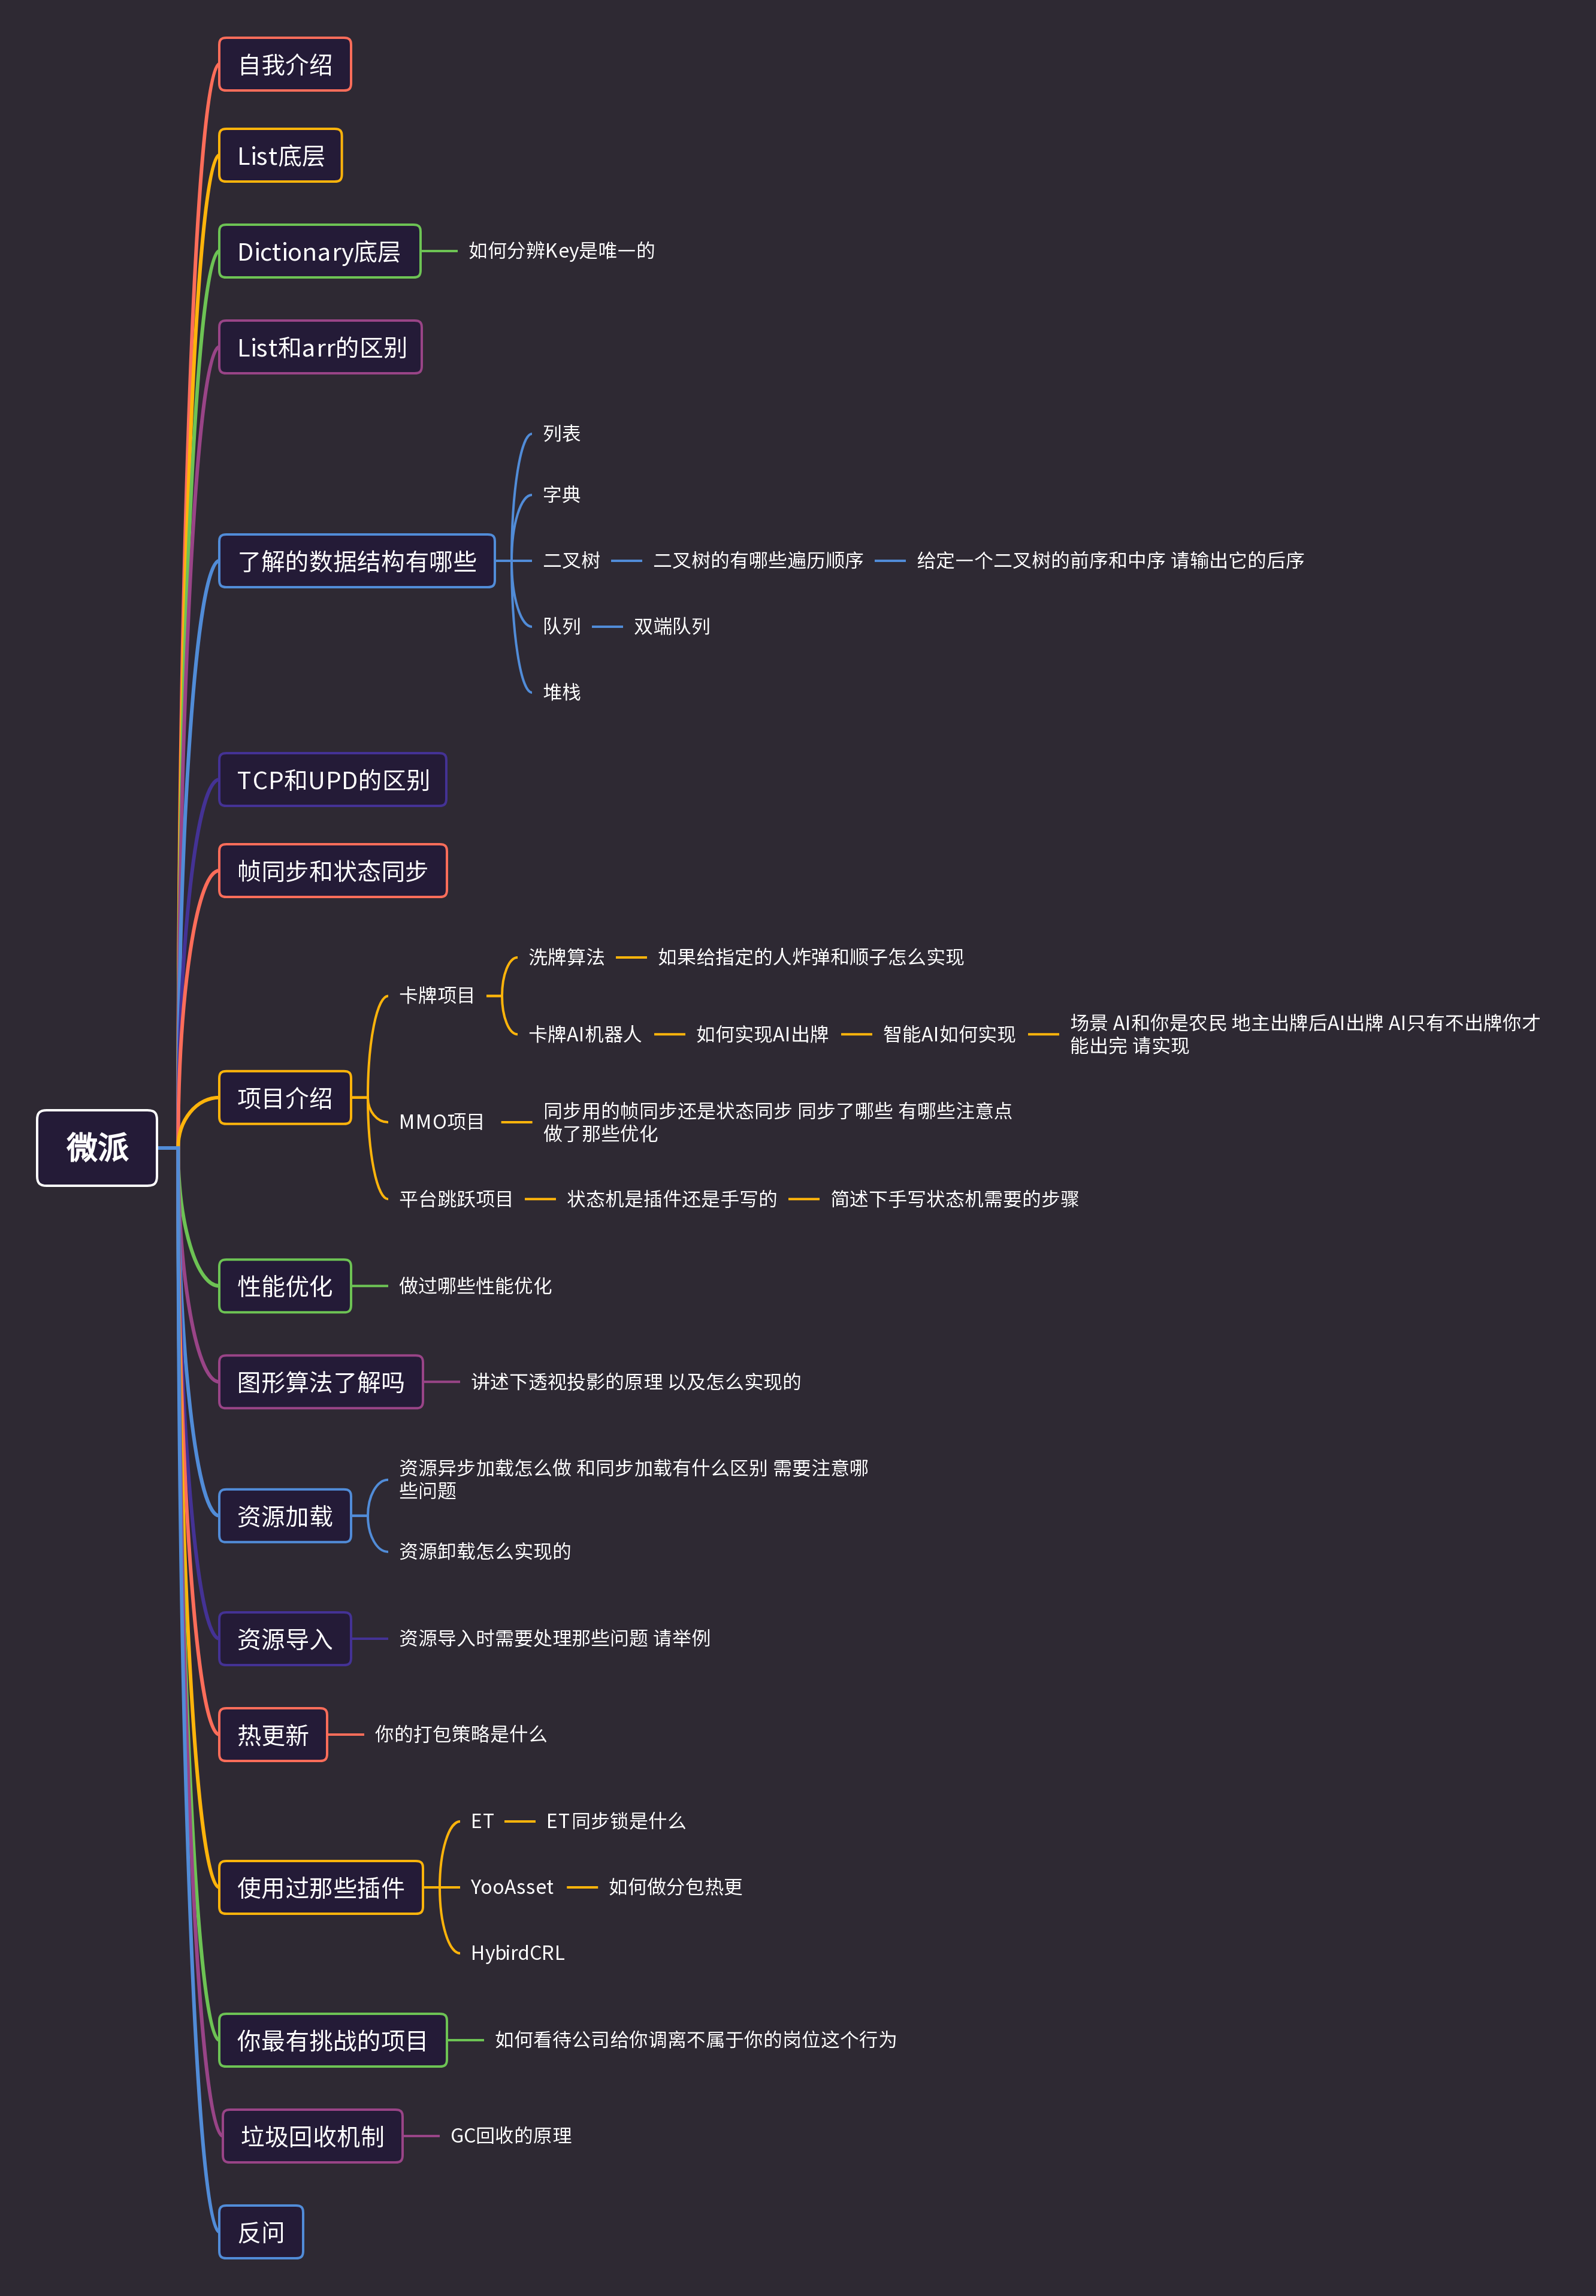 自我介绍
List底层
Dictionary底层
如何分辨Key是唯一的
List和arr的区别
了解的数据结构有哪些
列表
字典
二叉树
二叉树的有哪些遍历顺序
给定一个二叉树的前序和中序 请输出它的后序
队列
双端队列
堆栈
TCP和UPD的区别
帧同步和状态同步
微派
项目介绍
卡牌项目
洗牌算法
如果给指定的人炸弹和顺子怎么实现
卡牌AI机器人
如何实现AI出牌
智能AI如何实现
场景 AI和你是农民 地主出牌后AI出牌 AI只有不出牌你才
能出完 请实现
MMO项目
同步用的帧同步还是状态同步 同步了哪些 有哪些注意点
做了那些优化
平台跳跃项目
状态机是插件还是手写的
简述下手写状态机需要的步骤
性能优化
做过哪些性能优化
图形算法了解吗
讲述下透视投影的原理 以及怎么实现的
资源加载
资源异步加载怎么做 和同步加载有什么区别 需要注意哪
些问题
资源卸载怎么实现的
资源导入
资源导入时需要处理那些问题 请举例
热更新
你的打包策略是什么
使用过那些插件
ET
ET同步锁是什么
YooAsset
如何做分包热更
HybirdCRL
你最有挑战的项目
如何看待公司给你调离不属于你的岗位这个行为
垃圾回收机制
GC回收的原理
反问